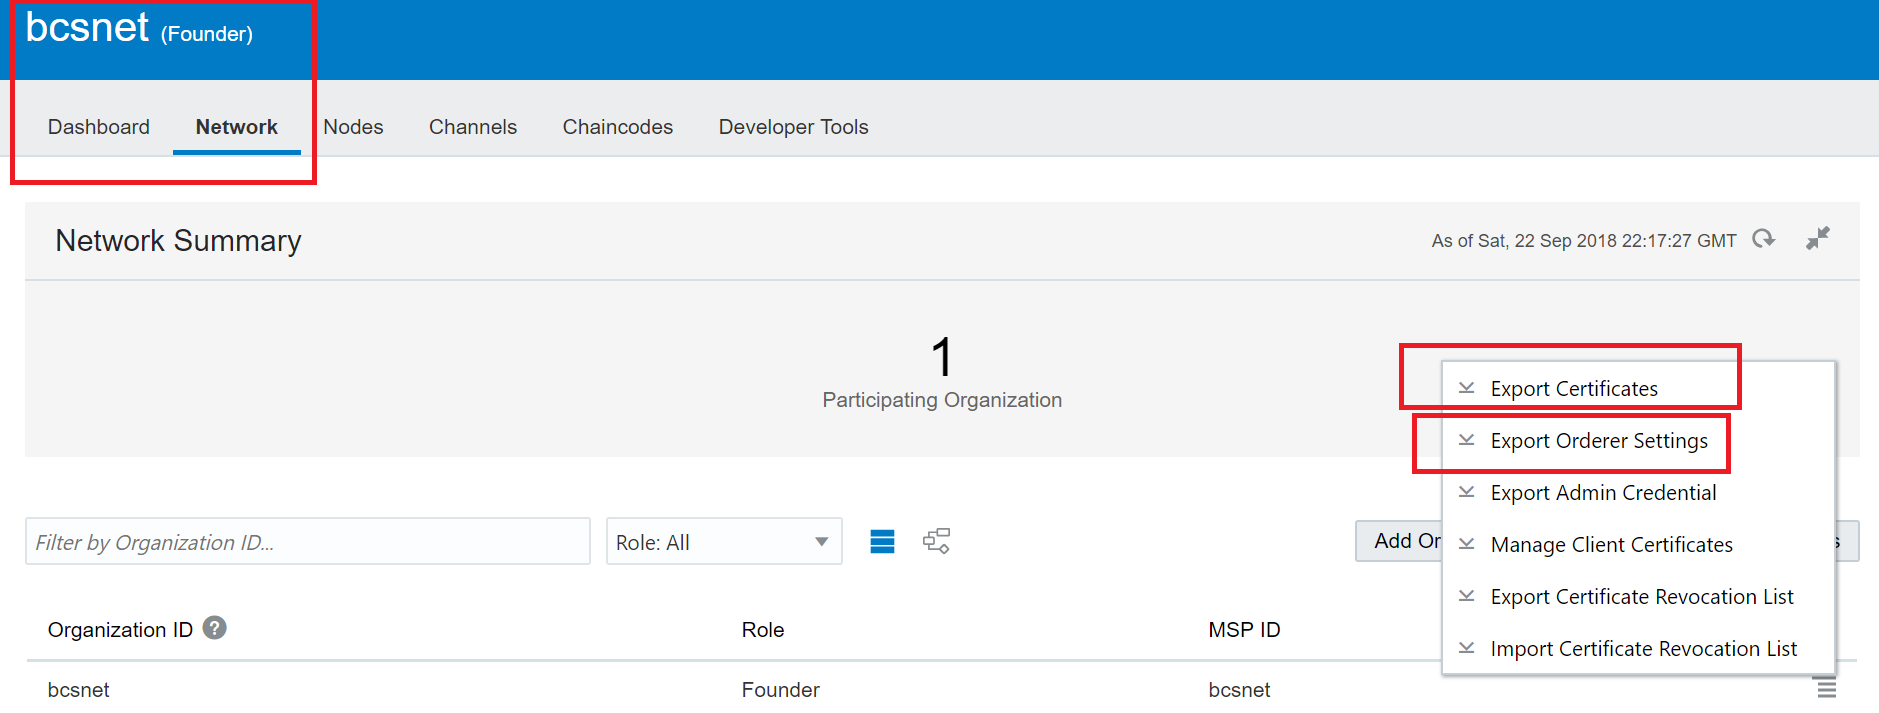 bcsnet (Founder)
Dashboard Network Nodes Channels Chaincodes Developer Tools
Network Summary
As of Sat, 22 Sep 2018 22:17:27 GMT
1
Participating Organization
Export Certificates
Export Orderer Settings
Export Admin Credential
Manage Client Certificates
Export Certificate Revocation List
Import Certificate Revocation List
Filter by Organization ID...
Role: All
Add Or
s
Organization ID ? Role MSP ID
bcsnet Founder bcsnet